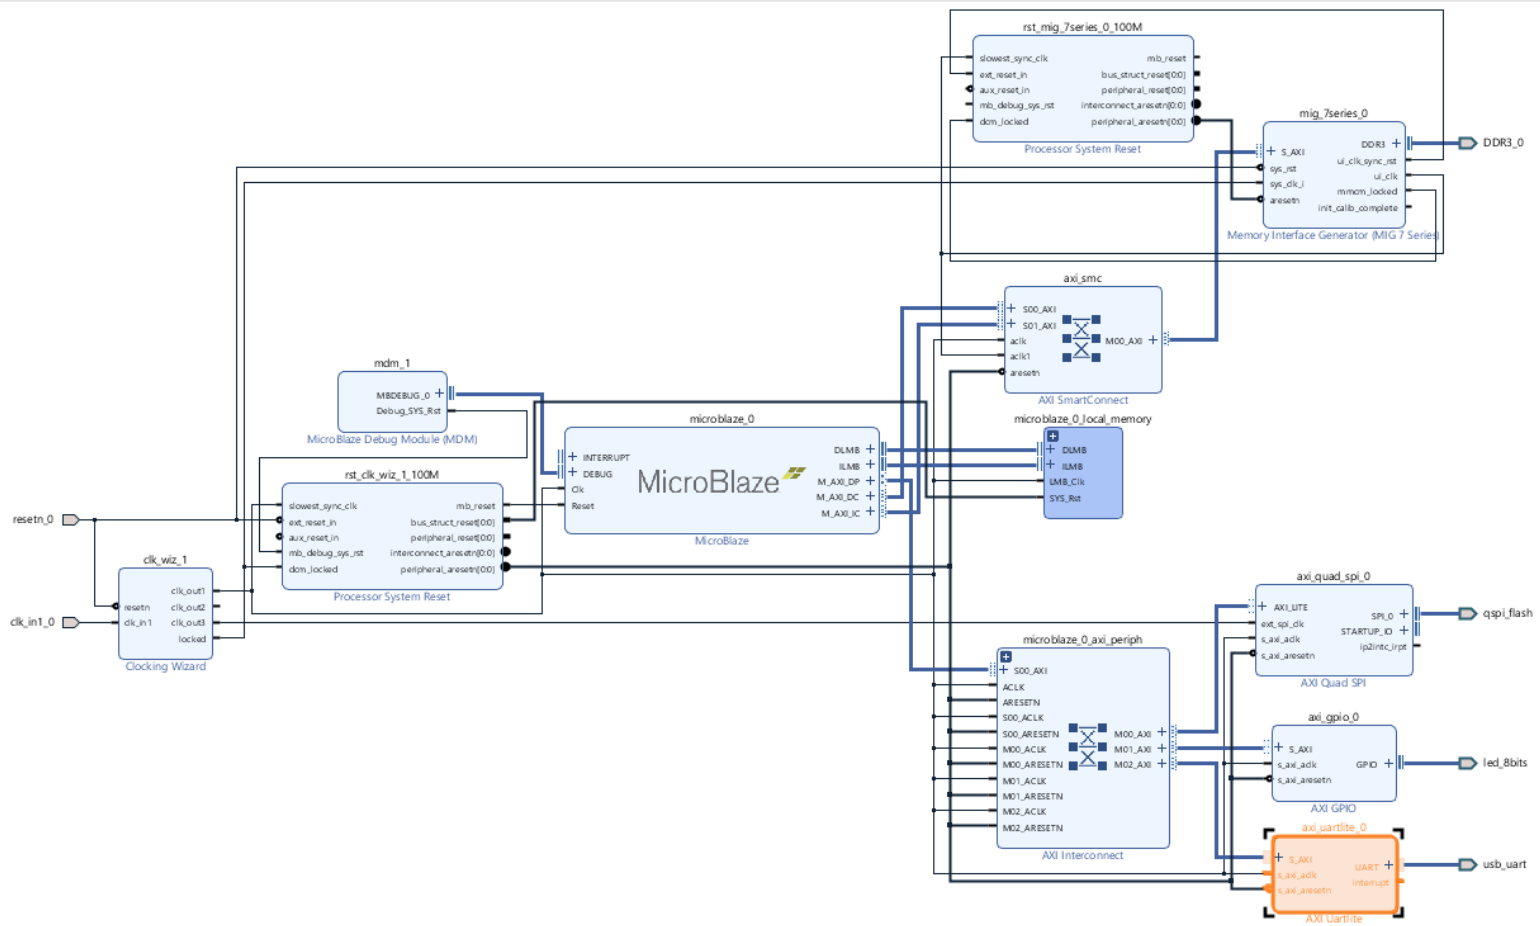 rst_mig_7series_0_100M
slowest_sync_clk
mb_reset
ext_reset_in
bus_struct_reset[0:0]
aux_reset_in
peripheral_reset[0:0]
mb_debug_sys_rst
interconnect_aresetn[0:0]
dcm_locked
peripheral_aresetn[0:0]
Processor System Reset
mig_7series_0
S_AXI
DDR3
sys_rst
ui_clk_sync_rst
sys_clk_i
ui_clk
mmcm_locked
aresetn
init_calib_complete
Memory Interface Generator (MIG 7 Series)
DDR3_0
axi_smc
S00_AXI
S01_AXI
aclk
M00_AXI
aclk1
aresetn
AXI SmartConnect
mdm_1
MBDEBUG_0
Debug_SYS_Rst
MicroBlaze Debug Module (MDM)
microblaze_0
INTERRUPT
DEBUG
Clk
Reset
MicroBlaze
DLMB
ILMB
M_AXI_DP
M_AXI_DC
M_AXI_IC
MicroBlaze
microblaze_0_local_memory
DLMB
ILMB
LMB_Clk
SYS_Rst
rst_clk_wiz_1_100M
slowest_sync_clk
mb_reset
ext_reset_in
bus_struct_reset[0:0]
aux_reset_in
peripheral_reset[0:0]
mb_debug_sys_rst
interconnect_aresetn[0:0]
dcm_locked
peripheral_aresetn[0:0]
Processor System Reset
resetn_0
clk_in1_0
clk_wiz_1
clk_out1
resetn
clk_out2
clk_in1
clk_out3
locked
Clocking Wizard
axi_quad_spi_0
AXI_LITE
SPI_0
ext_spi_clk
STARTUP_IO
s_axi_aclk
ip2intc_irpt
s_axi_aresetn
AXI Quad SPI
qspi_flash
microblaze_0_axi_periph
S00_AXI
ACLK
ARESETN
S00_ACLK
S00_ARESETN
M00_ACLK
M00_ARESETN
M01_ACLK
M01_ARESETN
M02_ACLK
M02_ARESETN
M00_AXI
M01_AXI
M02_AXI
AXI Interconnect
axi_gpio_0
S_AXI
s_axi_aclk
GPIO
s_axi_aresetn
AXI GPIO
led_8bits
axi_uartlite_0
S_AXI
UART
s_axi_aclk
interrupt
s_axi_aresetn
AXI Uartlite
usb_uart